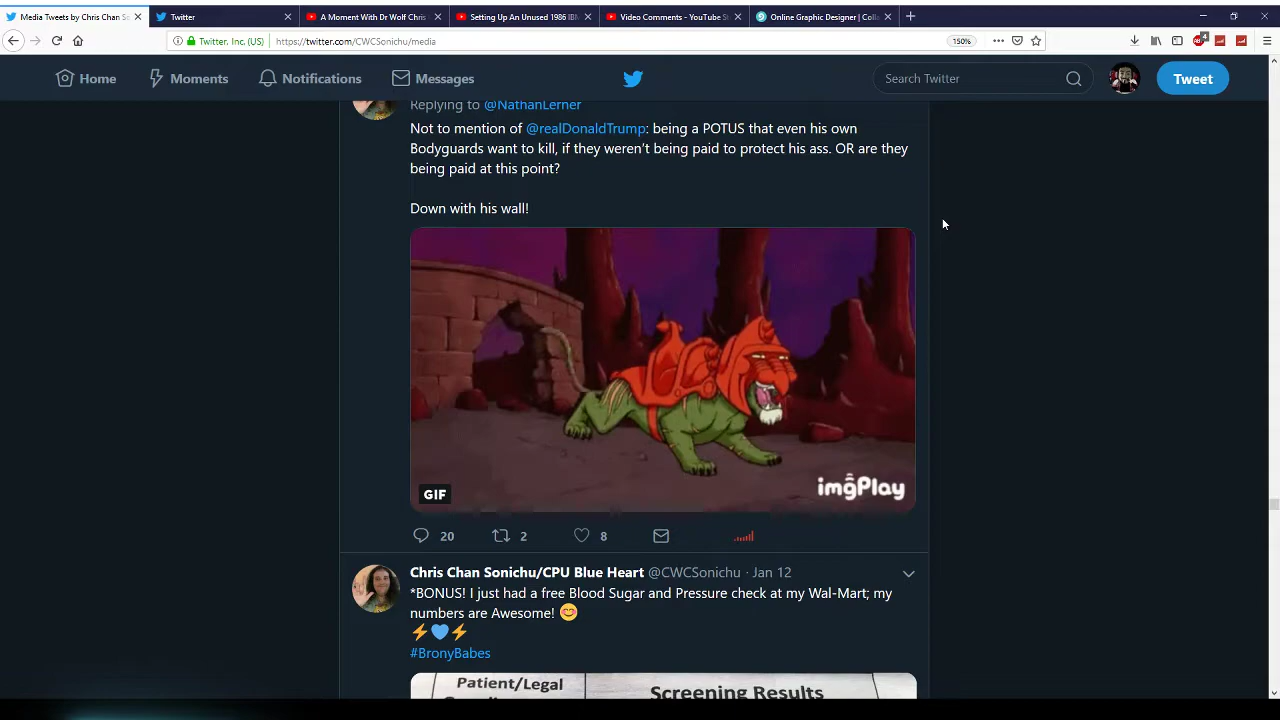 Media Tweets by Chris Chan So
Twitter
A Moment With Dr Wolf Chris
Setting Up An Unused 1986 IBM
Video Comments - YouTube St
Online Graphic Designer | Colla
Twitter, Inc. (US)
https://twitter.com/CWCSonichu/media
150%
4
Home
Moments
Notifications
Messages
Search Twitter
Tweet
Replying to @NathanLerner
Not to mention of @realDonaldTrump: being a POTUS that even his own
Bodyguards want to kill, if they weren't being paid to protect his ass. OR are they
being paid at this point?
Down with his wall!
imgPlay
GIF
20
2
8
Chris Chan Sonichu/CPU Blue Heart @CWCSonichu · Jan 12
*BONUS! I just had a free Blood Sugar and Pressure check at my Wal-Mart; my
numbers are Awesome! 😊
⚡💙⚡
#BronyBabes
Patient/Legal
Screening Results